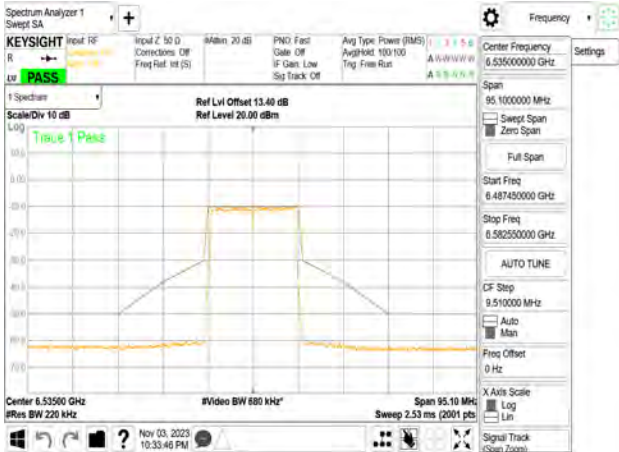 Spectrum Analyzer 1
Swept SA
+
Frequency
KEYSIGHT
Input: RF
Input Z: 50 Ω
#Atten: 20 dB
PNO: Fast
Avg Type: Power (RMS)
R
Corrections: Off
Gate: Off
Avg|Hold: 100/100
Freq Ref: Int (S)
IF Gain: Low
Trig: Free Run
Sig Track: Off
LV
PASS
1 Spectrum
Scale/Div 10 dB
Ref Lvl Offset 13.40 dB
Ref Level 20.00 dBm
Log
Trace 1 Pass
Center 6.53500 GHz
#Video BW 680 kHz*
Span 95.10 MHz
#Res BW 220 kHz
Sweep 2.53 ms (2001 pts)
Nov 03, 2023
10:33:46 PM
Settings
Center Frequency
6.535000000 GHz
Span
95.1000000 MHz
Swept Span
Zero Span
Full Span
Start Freq
6.487450000 GHz
Stop Freq
6.582550000 GHz
AUTO TUNE
CF Step
9.510000 MHz
Auto
Man
Freq Offset
0 Hz
X Axis Scale
Log
Lin
Signal Track
(Span Zoom)